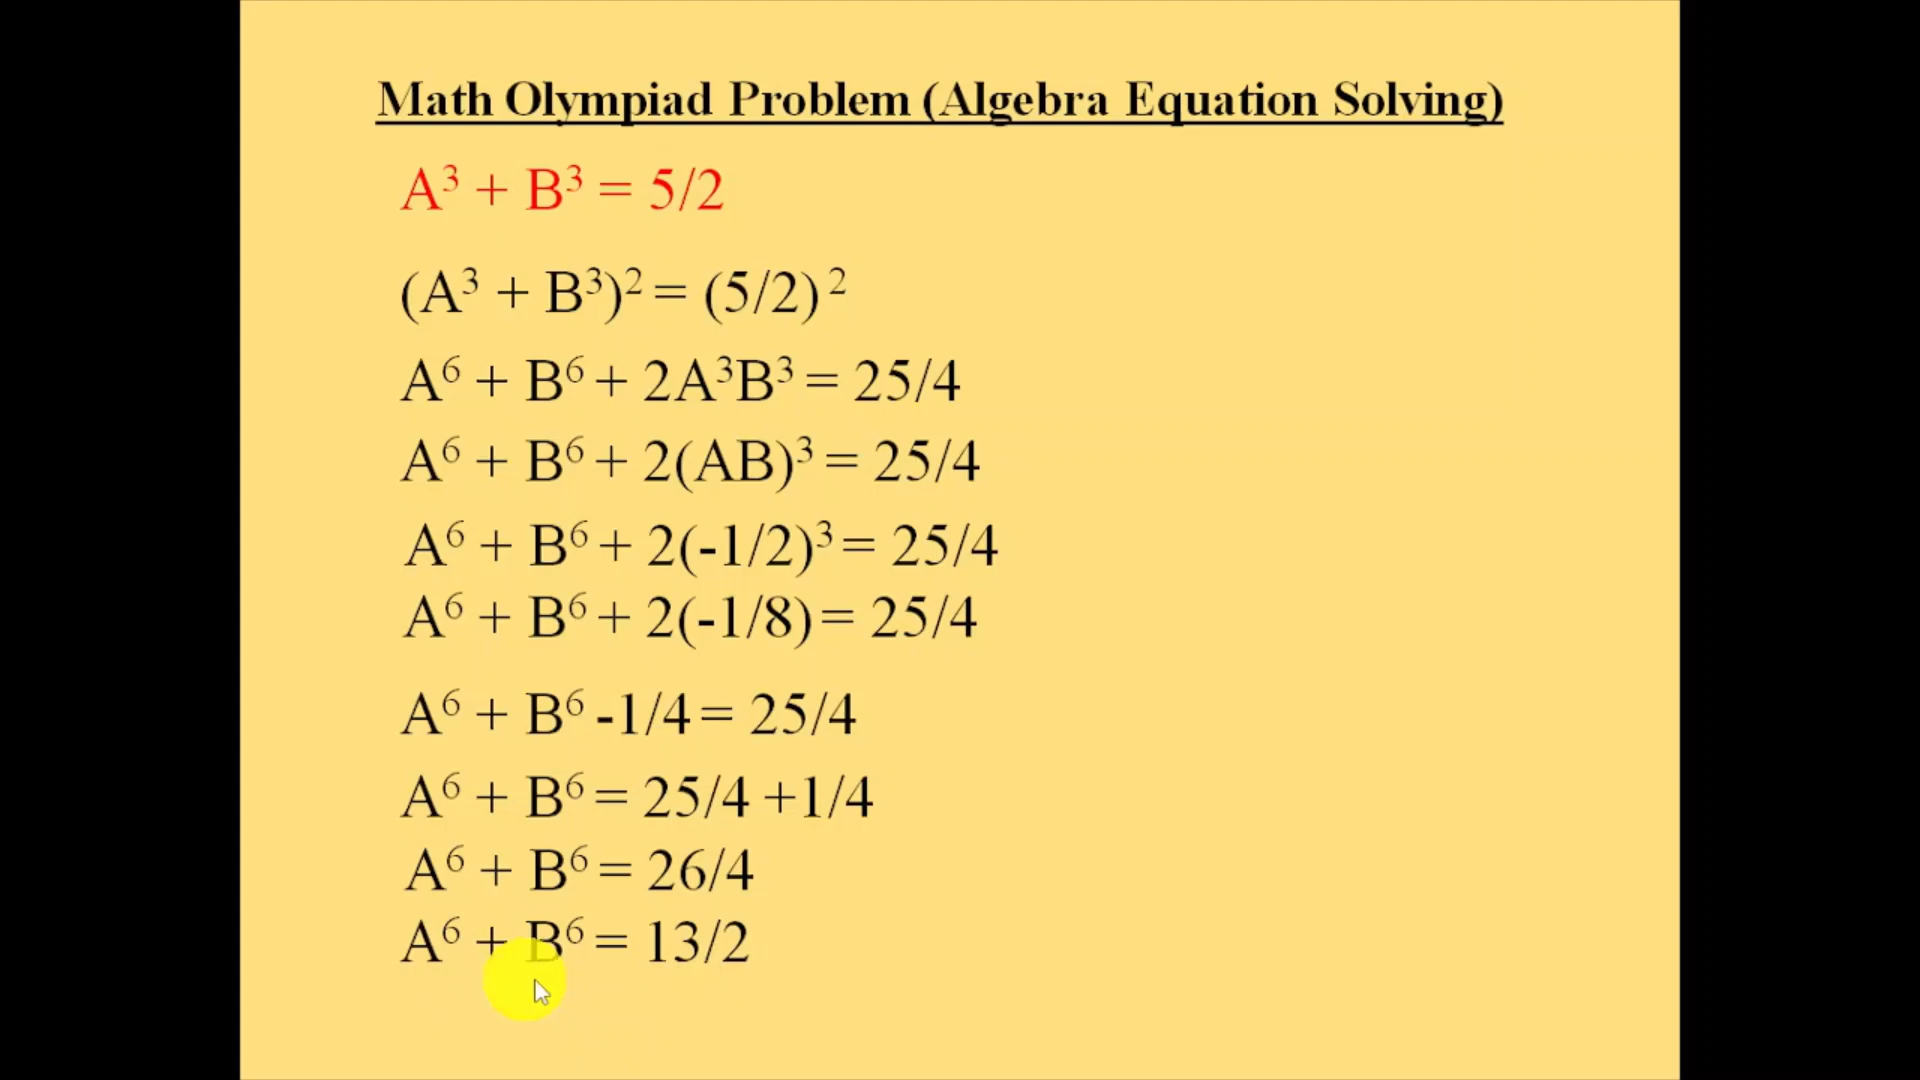 Math Olympiad Problem (Algebra Equation Solving)
A³ + B³ = 5/2
(A³ + B³)² = (5/2)²
A⁶ + B⁶ + 2A³B³ = 25/4
A⁶ + B⁶ + 2(AB)³ = 25/4
A⁶ + B⁶ + 2(-1/2)³ = 25/4
A⁶ + B⁶ + 2(-1/8) = 25/4
A⁶ + B⁶ -1/4 = 25/4
A⁶ + B⁶ = 25/4 +1/4
A⁶ + B⁶ = 26/4
A⁶ + B⁶ = 13/2